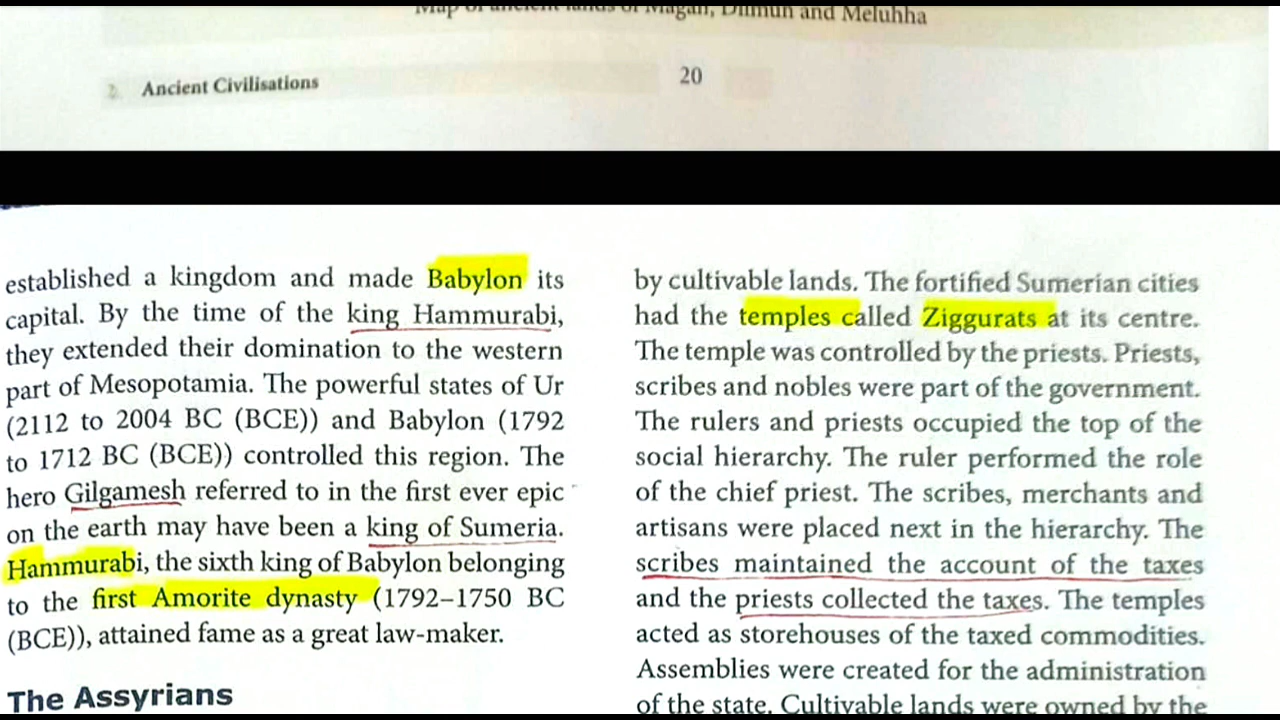 Map of ancient lands of Magan, Dilmun and Meluhha
Ancient Civilisations
20
established a kingdom and made Babylon its
capital. By the time of the king Hammurabi,
they extended their domination to the western
part of Mesopotamia. The powerful states of Ur
(2112 to 2004 BC (BCE)) and Babylon (1792
to 1712 BC (BCE)) controlled this region. The
hero Gilgamesh referred to in the first ever epic
on the earth may have been a king of Sumeria.
Hammurabi, the sixth king of Babylon belonging
to the first Amorite dynasty (1792–1750 BC
(BCE)), attained fame as a great law-maker.
The Assyrians
by cultivable lands. The fortified Sumerian cities
had the temples called Ziggurats at its centre.
The temple was controlled by the priests. Priests,
scribes and nobles were part of the government.
The rulers and priests occupied the top of the
social hierarchy. The ruler performed the role
of the chief priest. The scribes, merchants and
artisans were placed next in the hierarchy. The
scribes maintained the account of the taxes
and the priests collected the taxes. The temples
acted as storehouses of the taxed commodities.
Assemblies were created for the administration
of the state. Cultivable lands were owned by the